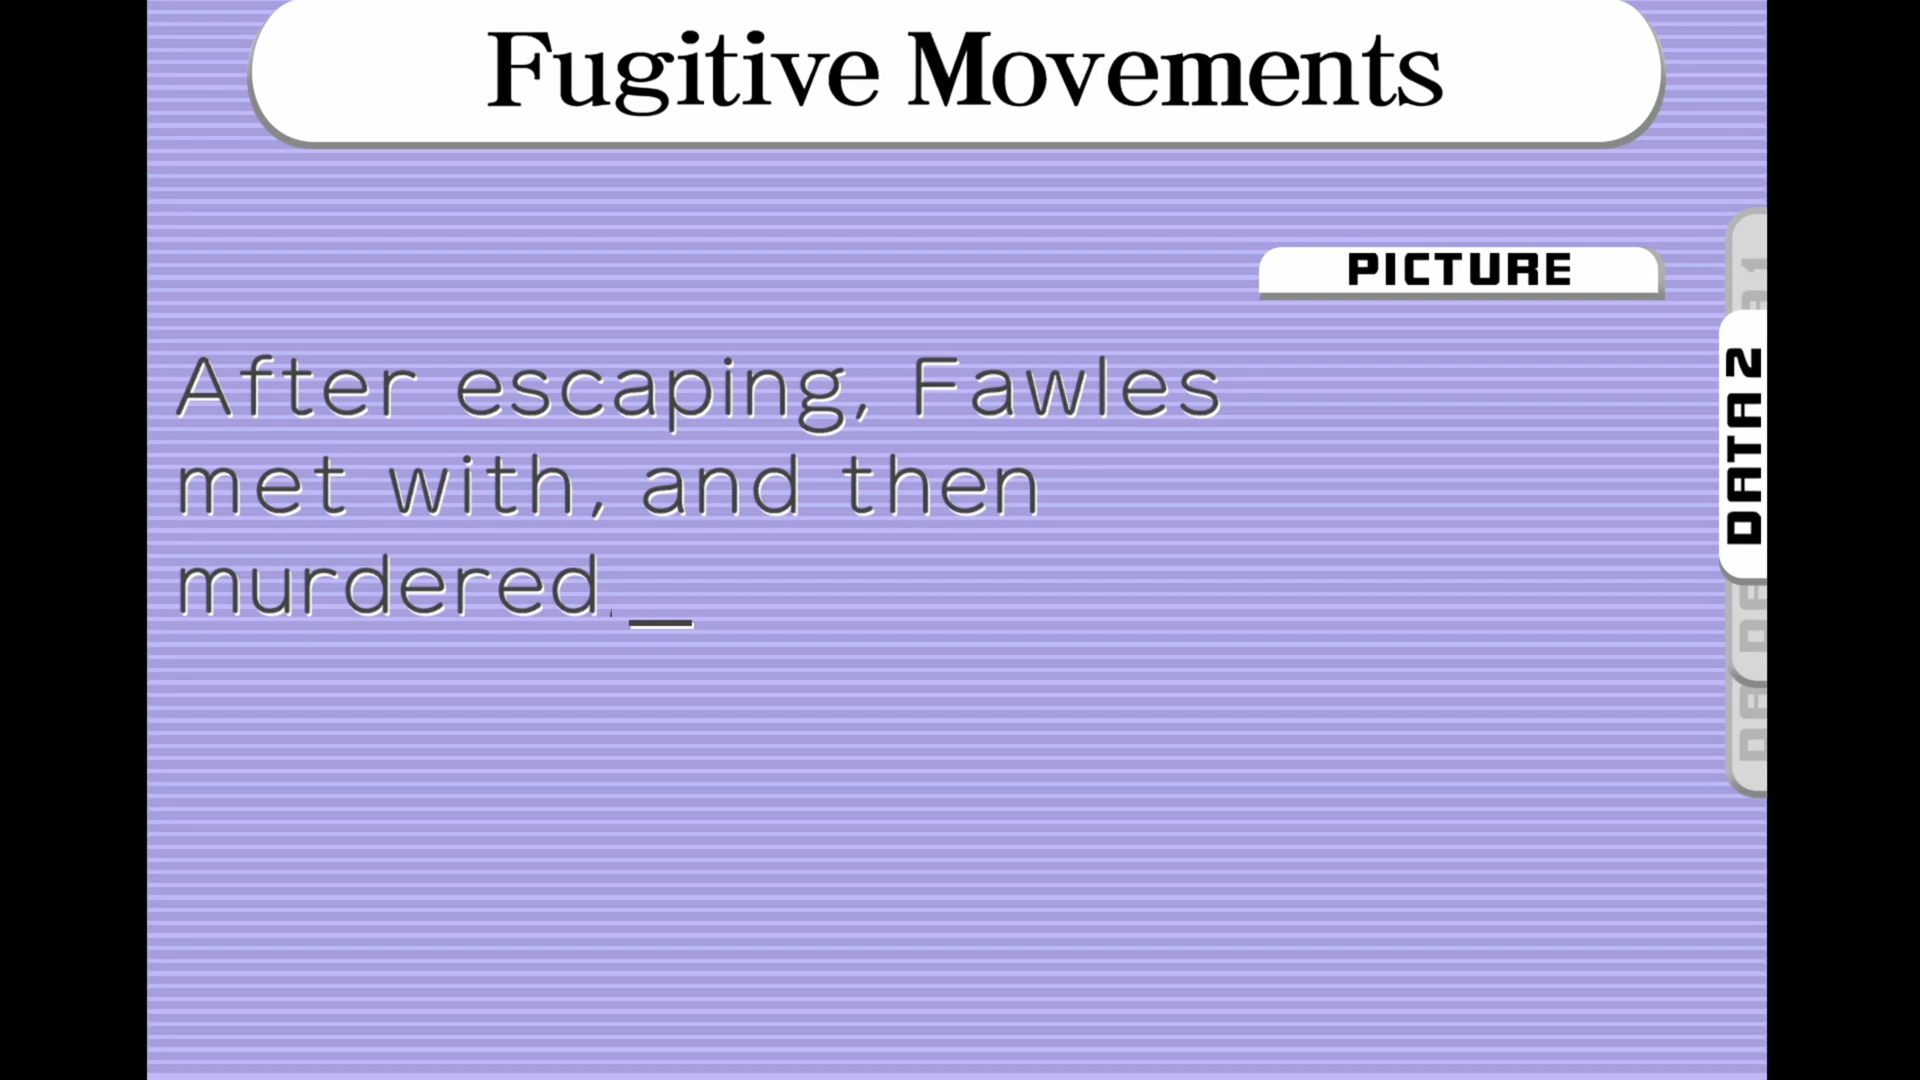 Fugitive Movements
PICTURE
After escaping, Fawles
met with, and then
murdered,
DATA 2